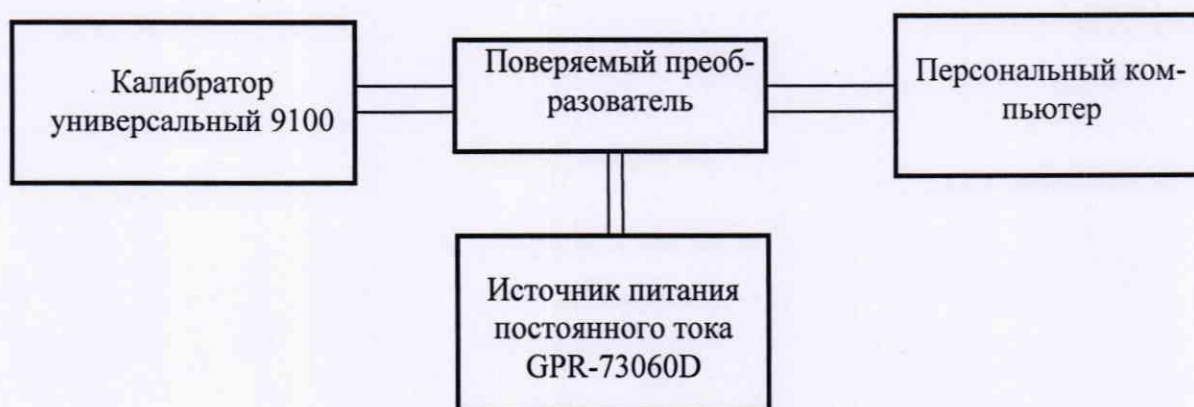 Калибратор
универсальный 9100
Поверяемый преоб-
разователь
Персональный ком-
пьютер
Источник питания
постоянного тока
GPR-73060D